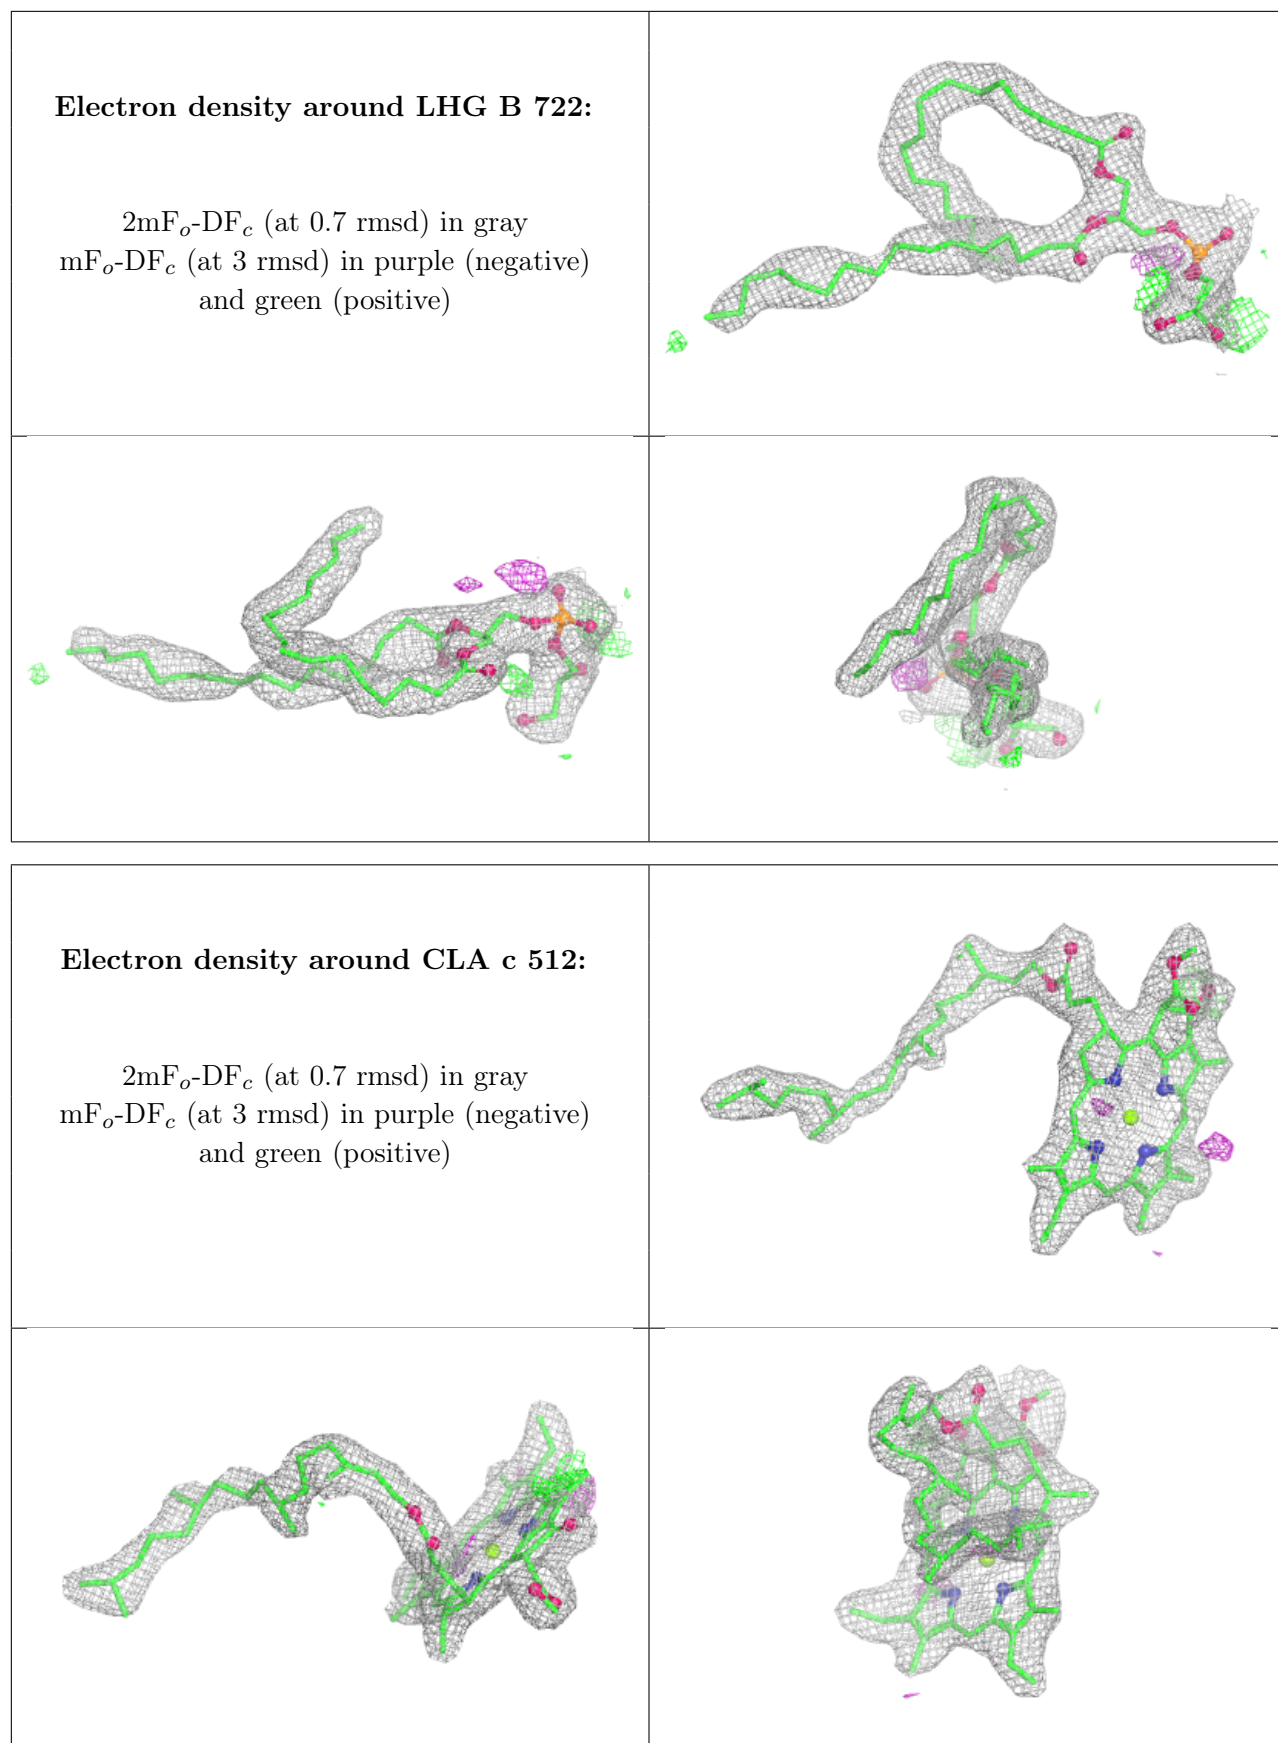 Electron density around LHG B 722:
2mFo-DFc (at 0.7 rmsd) in gray
mFo-DFc (at 3 rmsd) in purple (negative)
and green (positive)
Electron density around CLA c 512:
2mFo-DFc (at 0.7 rmsd) in gray
mFo-DFc (at 3 rmsd) in purple (negative)
and green (positive)